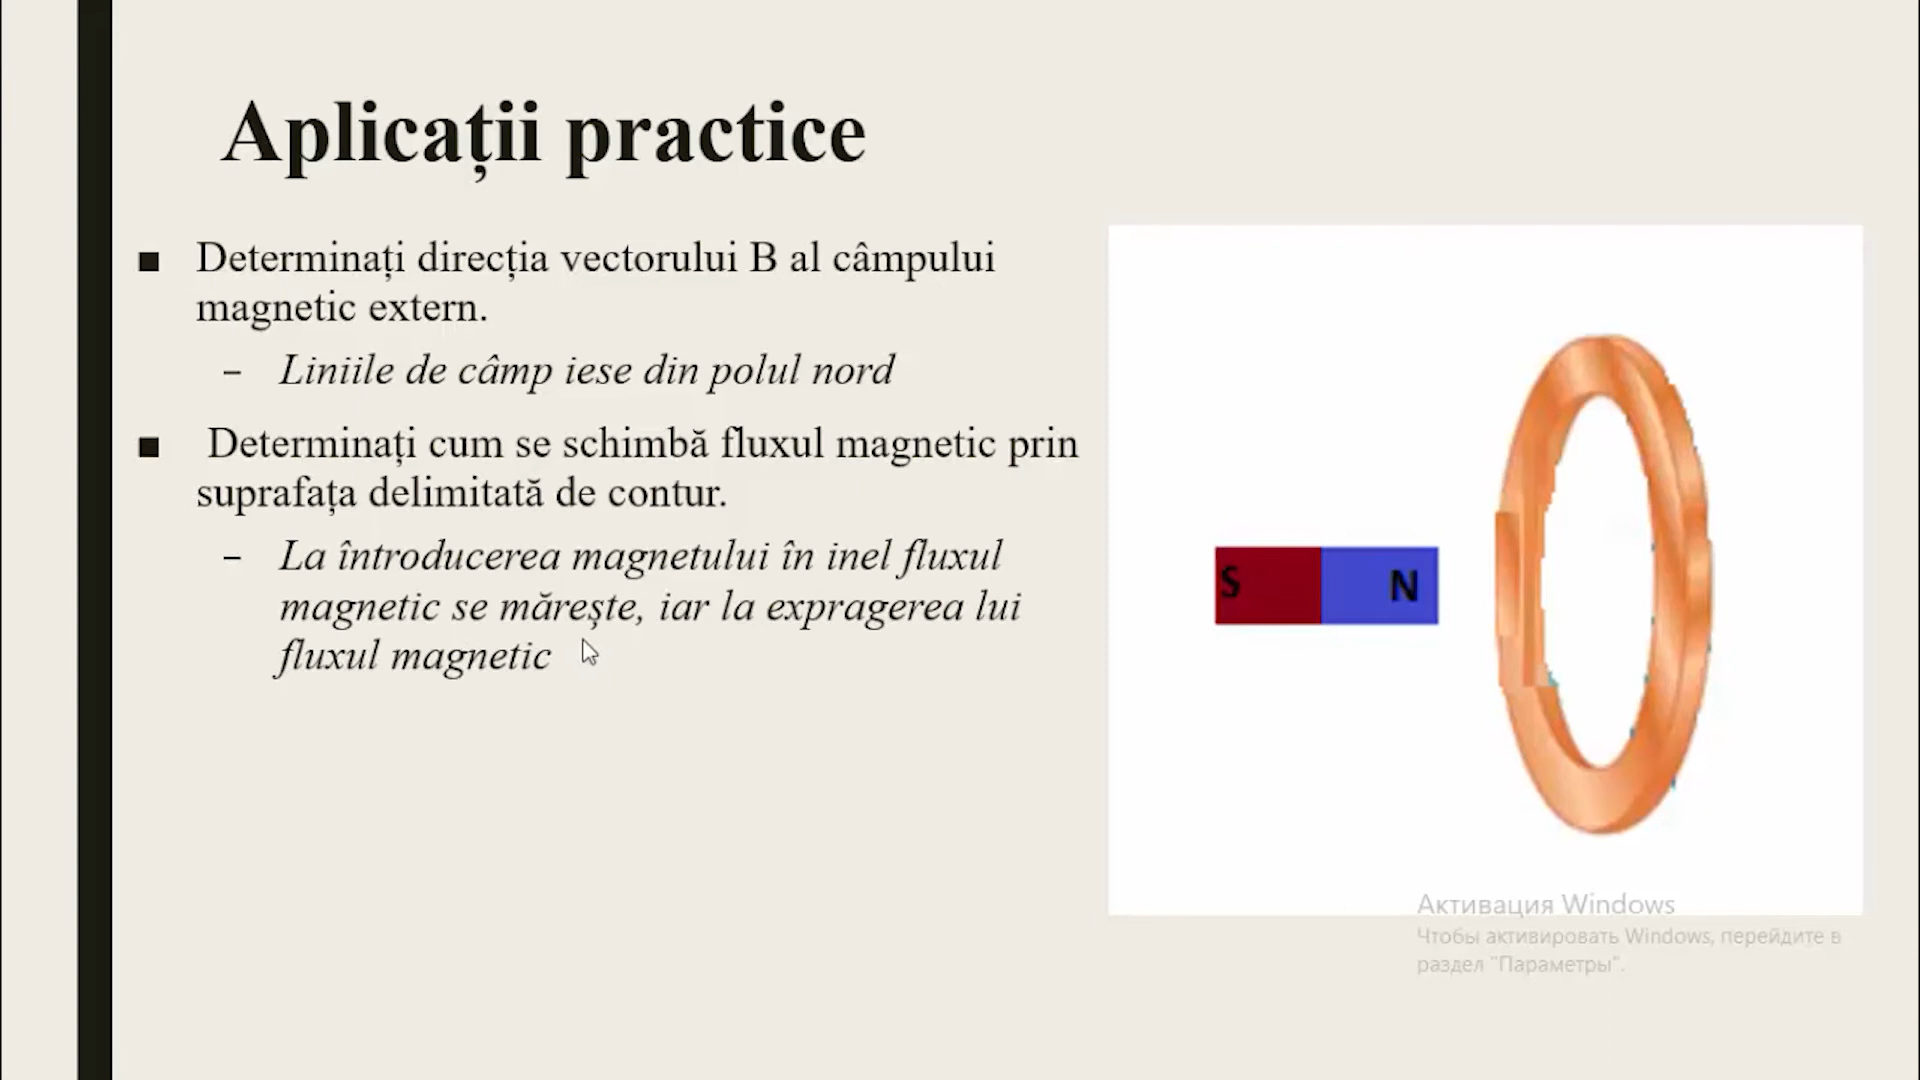 Aplicații practice
Determinați direcția vectorului B al câmpului
magnetic extern.
– Liniile de câmp iese din polul nord
Determinați cum se schimbă fluxul magnetic prin
suprafața delimitată de contur.
– La întroducerea magnetului în inel fluxul
magnetic se mărește, iar la expragerea lui
fluxul magnetic
S N
Активация Windows
Чтобы активировать Windows, перейдите в
раздел "Параметры".